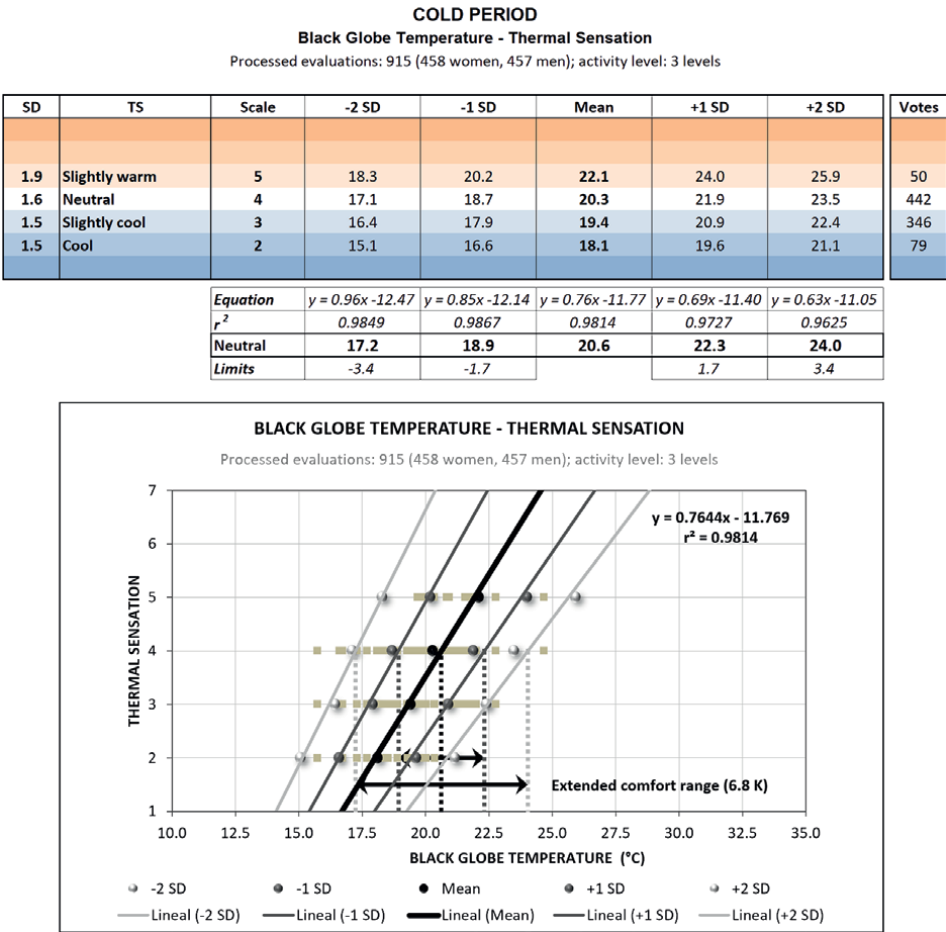 COLD PERIOD
Black Globe Temperature - Thermal Sensation
Processed evaluations: 915 (458 women, 457 men); activity level: 3 levels
SD TS Scale -2 SD -1 SD Mean +1 SD +2 SD Votes
1.9 Slightly warm 5 18.3 20.2 22.1 24.0 25.9 50
1.6 Neutral 4 17.1 18.7 20.3 21.9 23.5 442
1.5 Slightly cool 3 16.4 17.9 19.4 20.9 22.4 346
1.5 Cool 2 15.1 16.6 18.1 19.6 21.1 79
Equation y = 0.96x -12.47 y = 0.85x -12.14 y = 0.76x -11.77 y = 0.69x -11.40 y = 0.63x -11.05
r² 0.9849 0.9867 0.9814 0.9727 0.9625
Neutral 17.2 18.9 20.6 22.3 24.0
Limits -3.4 -1.7 1.7 3.4
BLACK GLOBE TEMPERATURE - THERMAL SENSATION
Processed evaluations: 915 (458 women, 457 men); activity level: 3 levels
y = 0.7644x - 11.769
r² = 0.9814
7
6
5
4
3
2
1
THERMAL SENSATION
Extended comfort range (6.8 K)
10.0 12.5 15.0 17.5 20.0 22.5 25.0 27.5 30.0 32.5 35.0
BLACK GLOBE TEMPERATURE (°C)
-2 SD -1 SD Mean +1 SD +2 SD
Lineal (-2 SD) Lineal (-1 SD) Lineal (Mean) Lineal (+1 SD) Lineal (+2 SD)